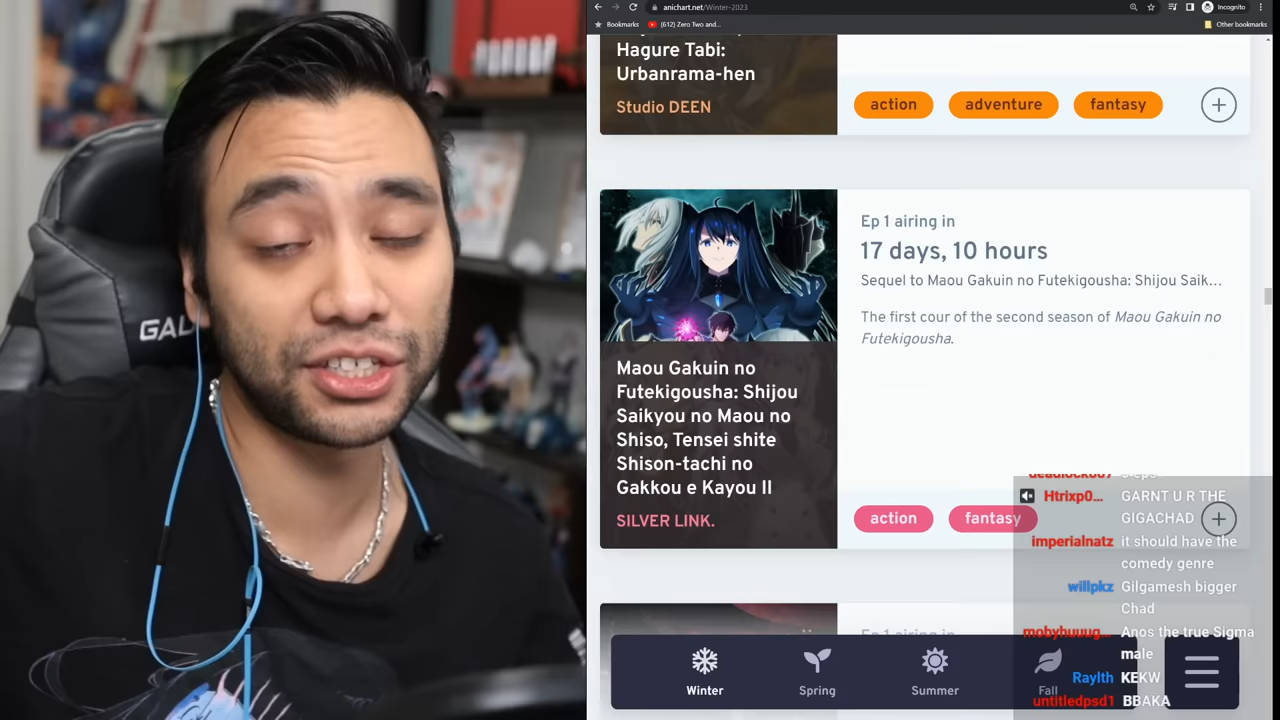 anichart.net/Winter-2023
Incognito
Bookmarks
(612) Zero Two and...
Other bookmarks
Hagure Tabi:
Urbanrama-hen
Studio DEEN
action
adventure
fantasy
GAL
Ep 1 airing in
17 days, 10 hours
Sequel to Maou Gakuin no Futekigousha: Shijou Saik...
The first cour of the second season of Maou Gakuin no
Futekigousha.
Maou Gakuin no
Futekigousha: Shijou
Saikyou no Maou no
Shiso, Tensei shite
Shison-tachi no
Gakkou e Kayou II
SILVER LINK.
action
fantasy
Htrixp0... GARNT U R THE
GIGACHAD
imperialnatz it should have the
comedy genre
willpkz Gilgamesh bigger
Chad
mobyhuuug... Anos the true Sigma
male
Raylth KEKW
untitledpsd1 BBAKA
Ep 1 airing in
Winter
Spring
Summer
Fall